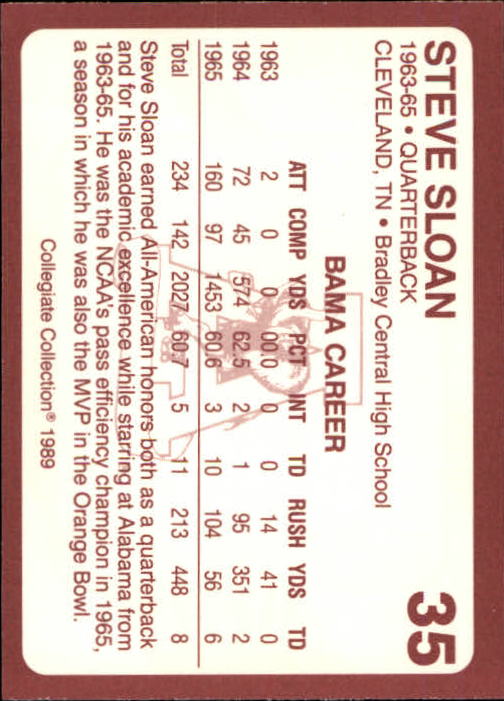 STEVE SLOAN 35
1963-65 • QUARTERBACK
CLEVELAND, TN • Bradley Central High School
BAMA CAREER
ATT COMP YDS PCT INT TD RUSH YDS TD
1963 2 0 0 00.0 0 0 14 41 0
1964 72 45 574 62.5 2 1 95 351 2
1965 160 97 1453 60.6 3 10 104 56 6
Total 234 142 2027 60.7 5 11 213 448 8
Steve Sloan earned All-American honors both as a quarterback
and for his academic excellence while starring at Alabama from
1963-65. He was the NCAA's pass efficiency champion in 1965,
a season in which he was also the MVP in the Orange Bowl.
Collegiate Collection® 1989